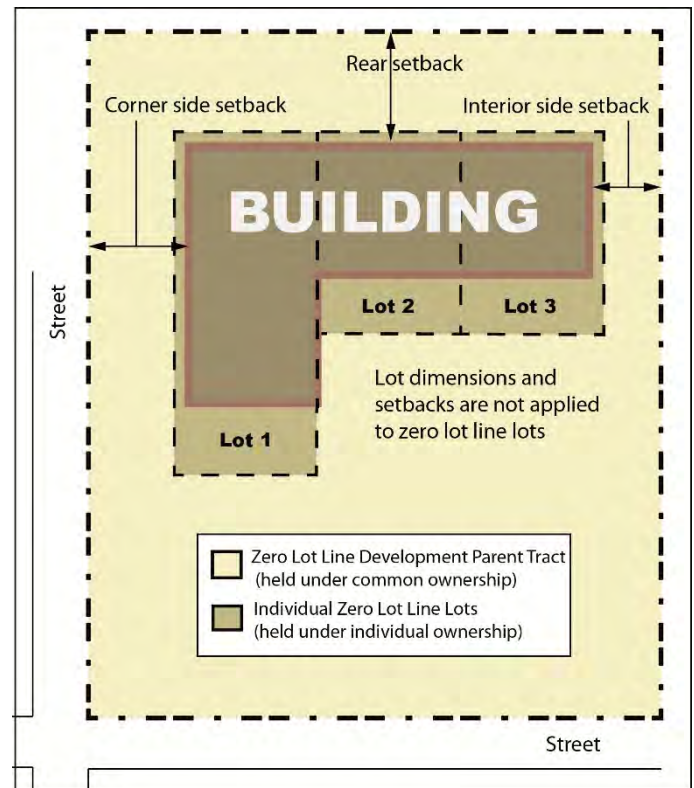 Rear setback
Corner side setback
Interior side setback
BUILDING
Street
Lot 2
Lot 3
Lot dimensions and
setbacks are not applied
to zero lot line lots
Lot 1
Zero Lot Line Development Parent Tract
(held under common ownership)
Individual Zero Lot Line Lots
(held under individual ownership)
Street